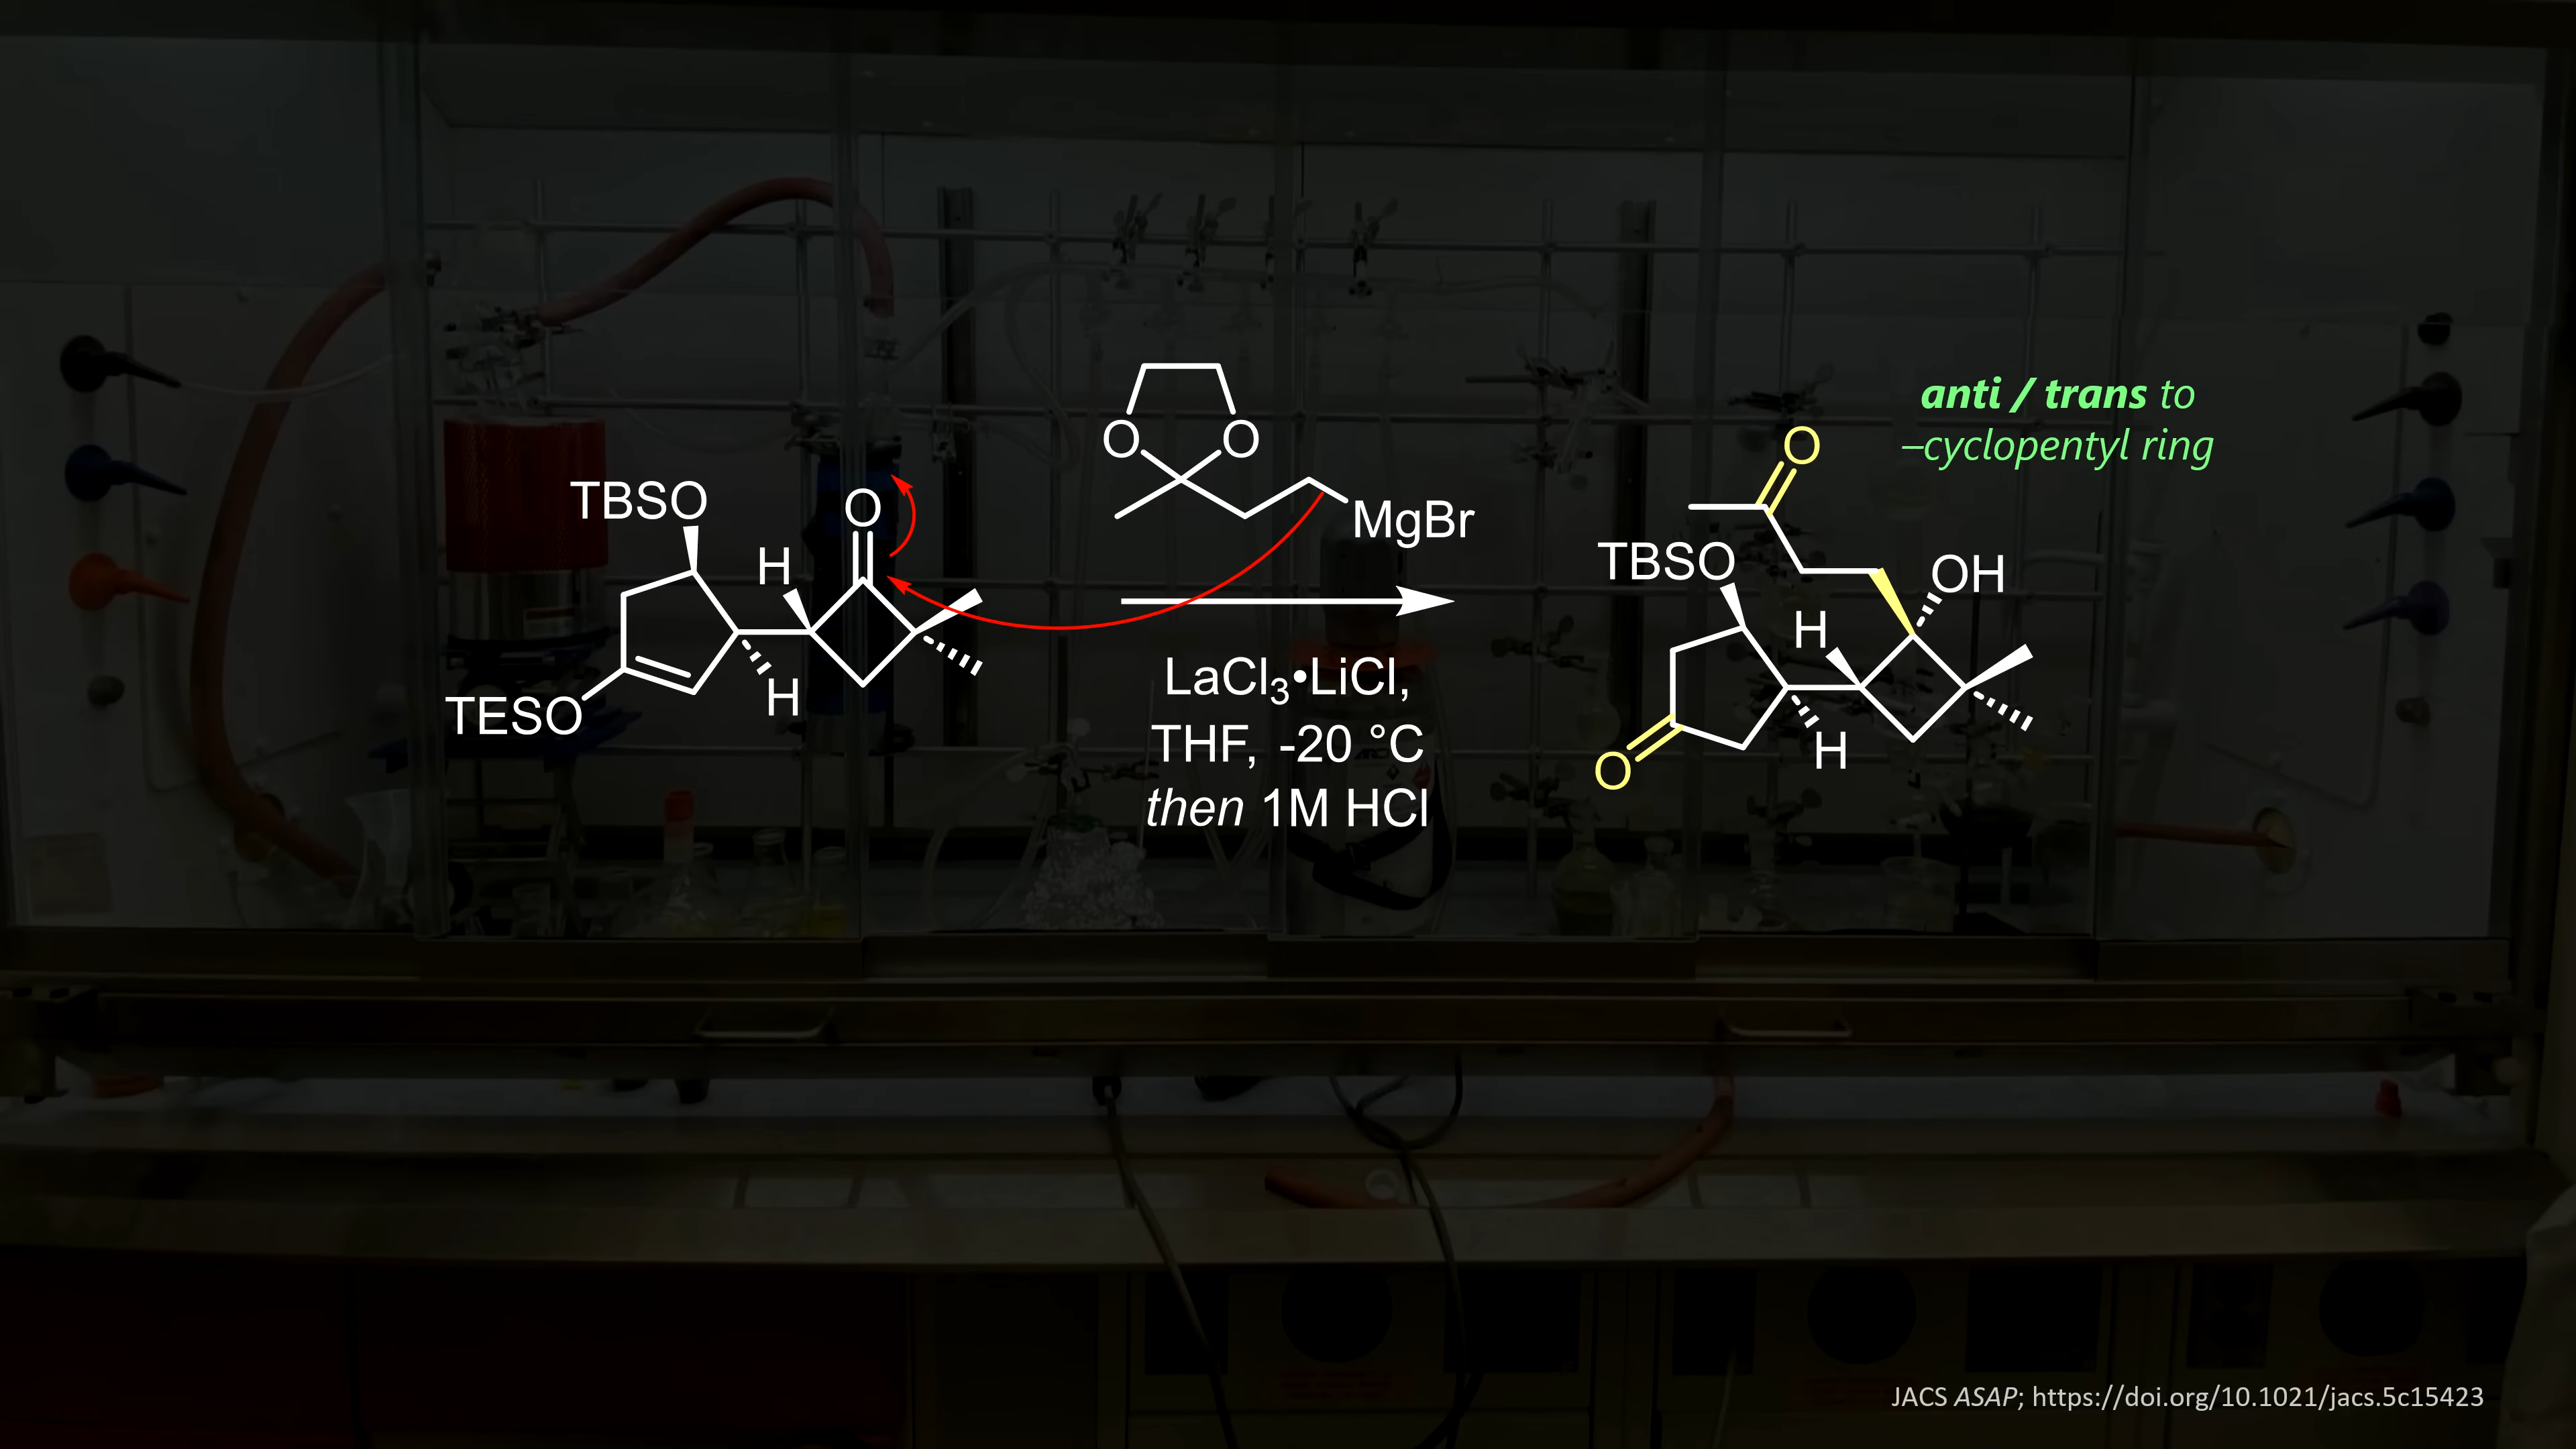 TBSO
H
O
H
TESO
O
O
MgBr
LaCl3•LiCl,
THF, -20 °C
then 1M HCl
anti / trans to
–cyclopentyl ring
O
TBSO
OH
H
H
O
JACS ASAP; https://doi.org/10.1021/jacs.5c15423